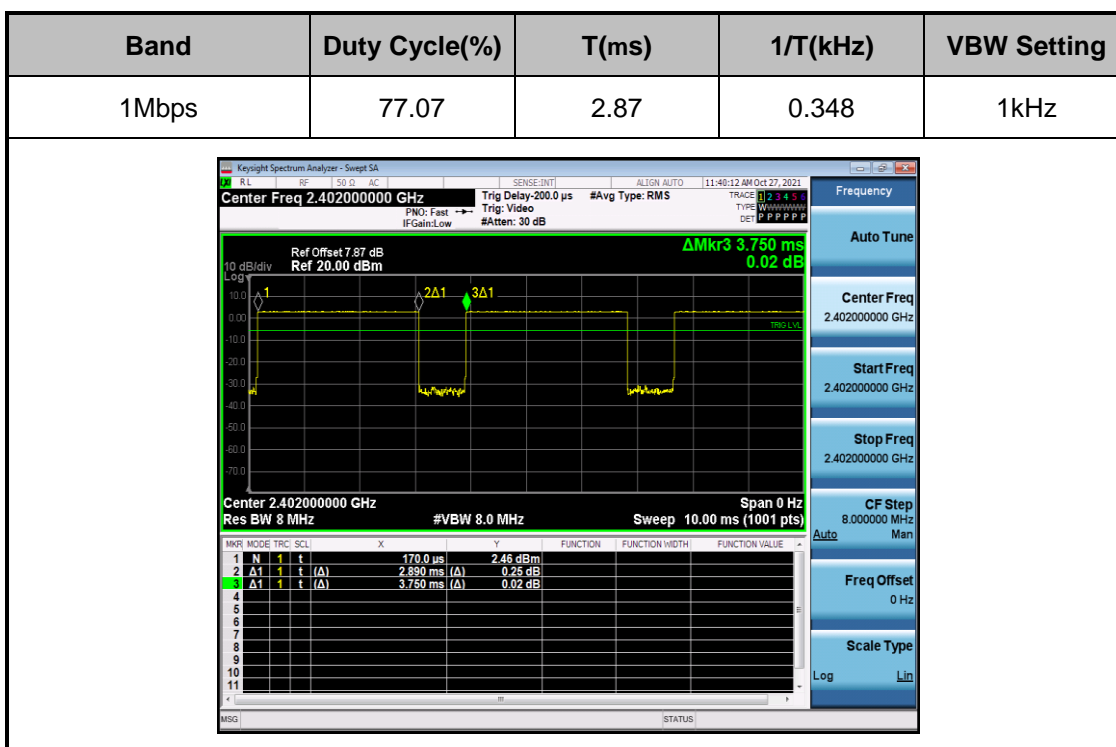 Band Duty Cycle(%) T(ms) 1/T(kHz) VBW Setting
1Mbps 77.07 2.87 0.348 1kHz
Keysight Spectrum Analyzer - Swept SA
RL RF 50 Ω AC SENSE:INT ALIGN AUTO 11:40:12 AM Oct 27, 2021
Center Freq 2.402000000 GHz Trig Delay-200.0 µs #Avg Type: RMS TRACE 1 2 3 4 5 6
PNO: Fast Trig: Video TYPE WWWWWW
IFGain:Low #Atten: 30 dB DET P P P P P P
Frequency
Auto Tune
ΔMkr3 3.750 ms
0.02 dB
Ref Offset 7.87 dB
10 dB/div Ref 20.00 dBm
Log
1 2Δ1 3Δ1
10.0
0.00
TRIG LVL
-10.0
-20.0
-30.0
-40.0
-50.0
-60.0
-70.0
Center 2.402000000 GHz Span 0 Hz
Res BW 8 MHz #VBW 8.0 MHz Sweep 10.00 ms (1001 pts)
MKR MODE TRC SCL X Y FUNCTION FUNCTION WIDTH FUNCTION VALUE
1 N 1 t 170.0 µs 2.46 dBm
2 Δ1 1 t (Δ) 2.890 ms (Δ) 0.25 dB
3 Δ1 1 t (Δ) 3.750 ms (Δ) 0.02 dB
4
5
6
7
8
9
10
11
Center Freq
2.402000000 GHz
Start Freq
2.402000000 GHz
Stop Freq
2.402000000 GHz
CF Step
8.000000 MHz
Auto Man
Freq Offset
0 Hz
Scale Type
Log Lin
MSG STATUS